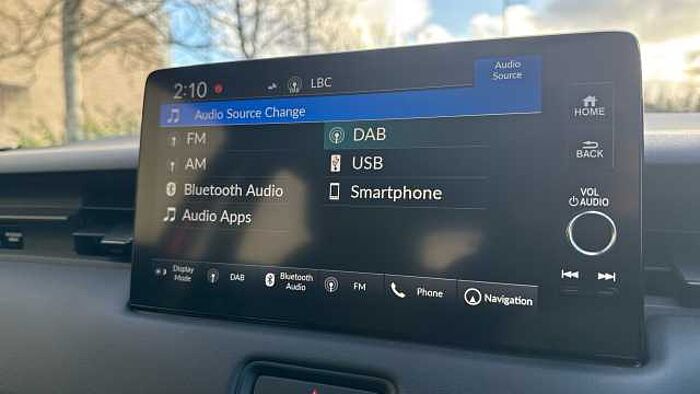 2:10 LBC
Audio Source
Audio Source Change
FM
DAB
AM
USB
Bluetooth Audio
Smartphone
Audio Apps
Display Mode
DAB
Bluetooth Audio
FM
Phone
Navigation
HOME
BACK
VOL
AUDIO